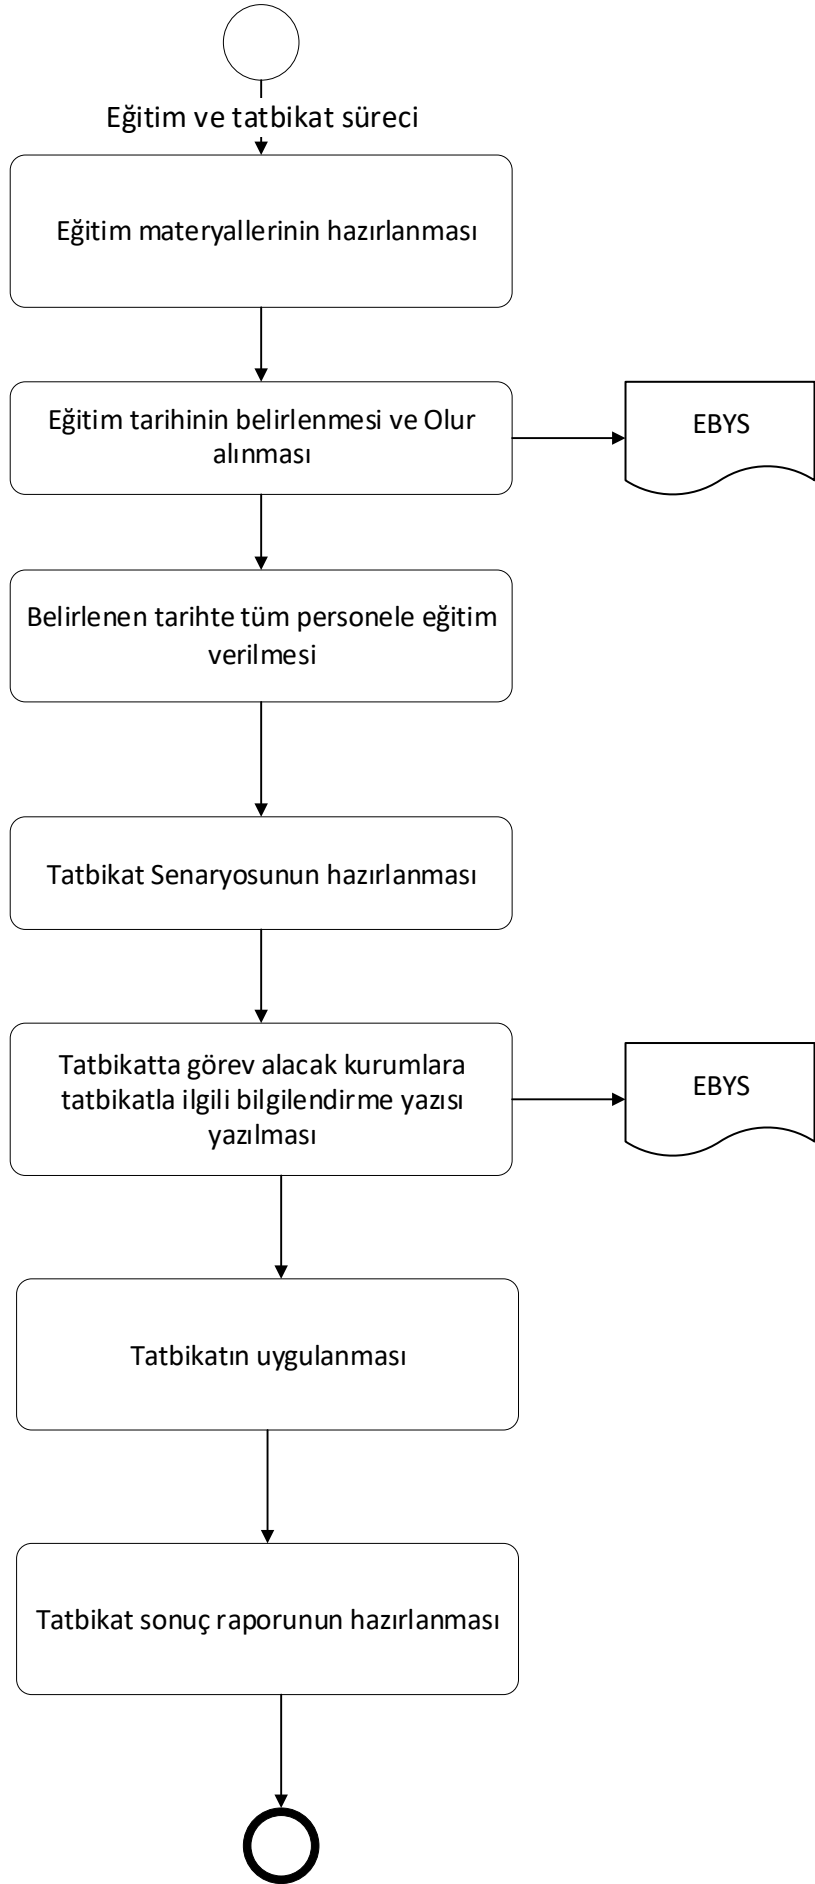 Eğitim ve tatbikat süreci
Eğitim materyallerinin hazırlanması
Eğitim tarihinin belirlenmesi ve Olur
alınması
EBYS
Belirlenen tarihte tüm personele eğitim
verilmesi
Tatbikat Senaryosunun hazırlanması
Tatbikatta görev alacak kurumlara
tatbikatla ilgili bilgilendirme yazısı
yazılması
EBYS
Tatbikatın uygulanması
Tatbikat sonuç raporunun hazırlanması